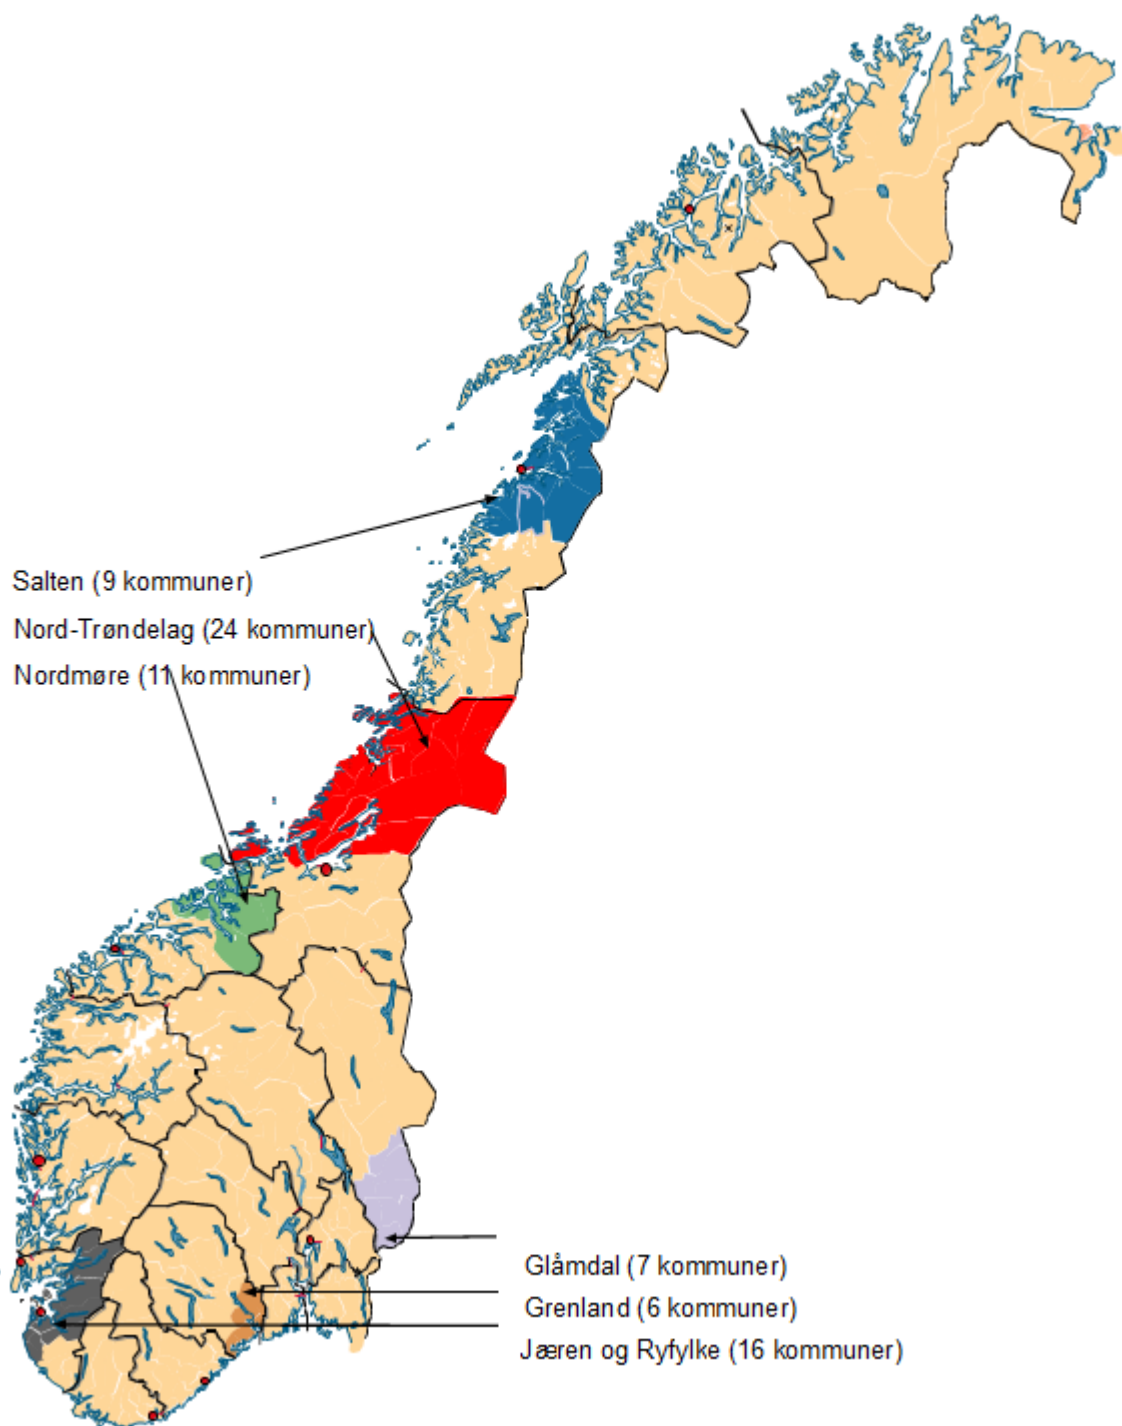 Salten (9 kommuner)
Nord-Trøndelag (24 kommuner)
Nordmøre (11 kommuner)
Glåmdal (7 kommuner)
Grenland (6 kommuner)
Jæren og Ryfylke (16 kommuner)